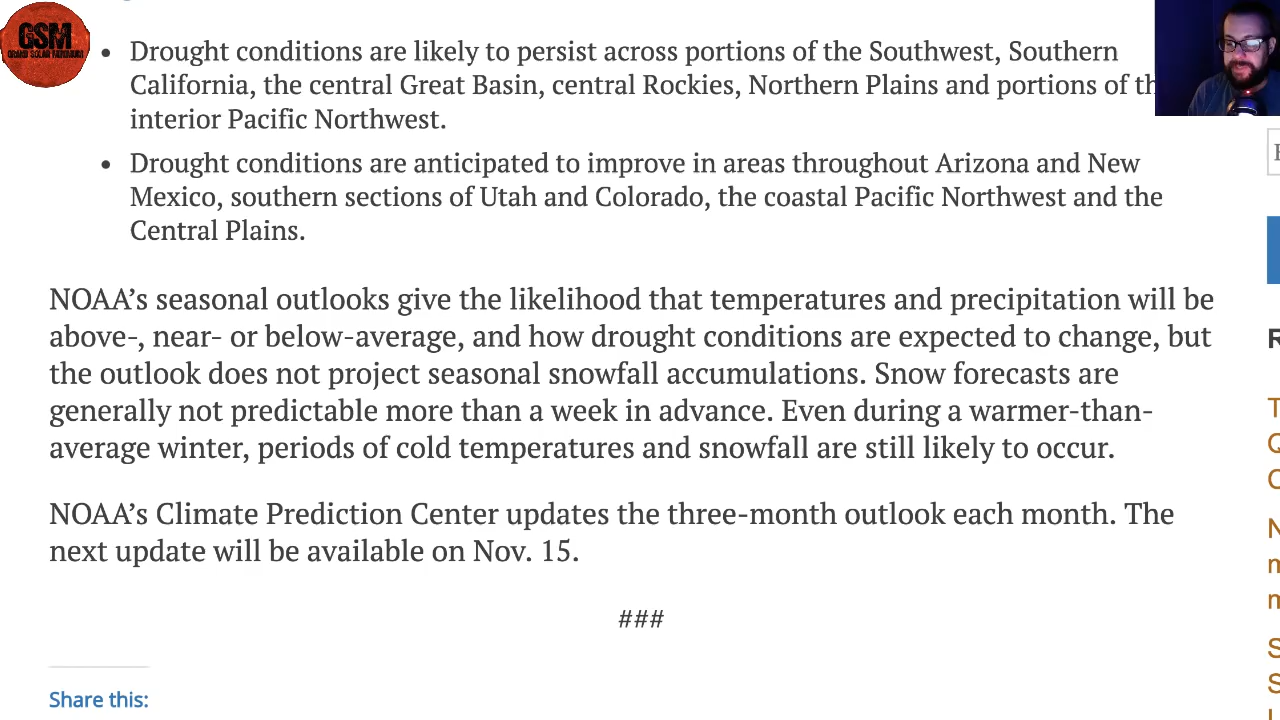 GSM
GRAND SOLAR MINIMUM
Drought conditions are likely to persist across portions of the Southwest, Southern
California, the central Great Basin, central Rockies, Northern Plains and portions of
interior Pacific Northwest.
Drought conditions are anticipated to improve in areas throughout Arizona and New
Mexico, southern sections of Utah and Colorado, the coastal Pacific Northwest and the
Central Plains.
NOAA’s seasonal outlooks give the likelihood that temperatures and precipitation will be
above-, near- or below-average, and how drought conditions are expected to change, but
the outlook does not project seasonal snowfall accumulations. Snow forecasts are
generally not predictable more than a week in advance. Even during a warmer-than-
average winter, periods of cold temperatures and snowfall are still likely to occur.
NOAA’s Climate Prediction Center updates the three-month outlook each month. The
next update will be available on Nov. 15.
###
Share this: